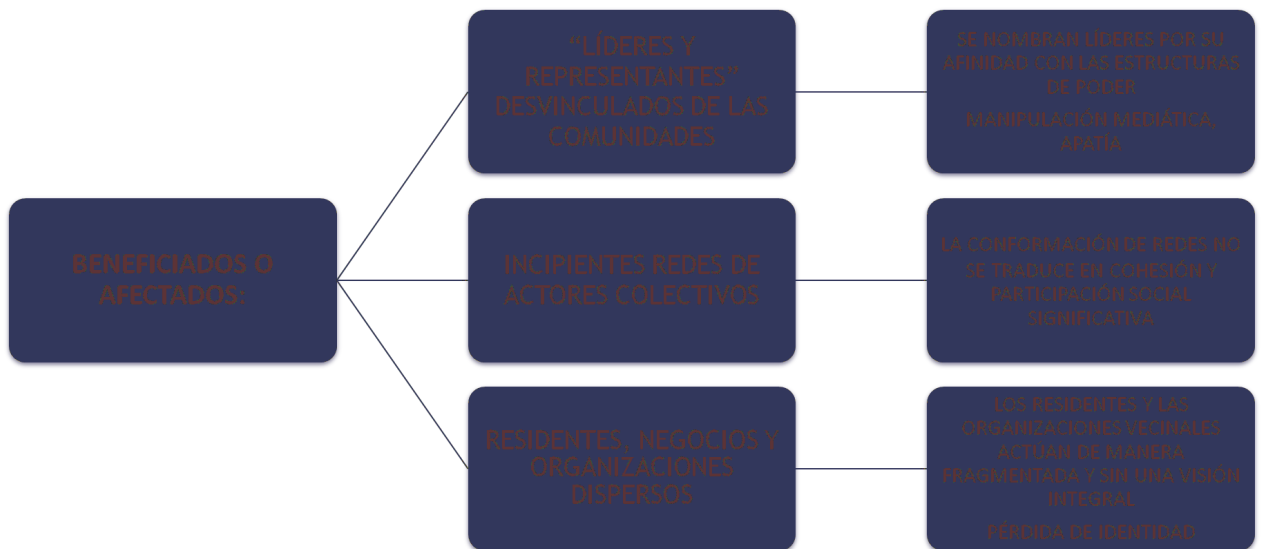 BENEFICIADOS O
AFECTADOS:
“LÍDERES Y
REPRESENTANTES”
DESVINCULADOS DE LAS
COMUNIDADES
SE NOMBRAN LÍDERES POR SU
AFINIDAD CON LAS ESTRUCTURAS
DE PODER
MANIPULACION MEDIÁTICA,
APATÍA
INCIPIENTES REDES DE
ACTORES COLECTIVOS
LA CONFORMACIÓN DE REDES NO
SE TRADUCE EN COHESIÓN Y
PARTICIPACIÓN SOCIAL
SIGNIFICATIVA
RESIDENTES, NEGOCIOS Y
ORGANIZACIONES
DISPERSOS
LOS RESIDENTES Y LAS
ORGANIZACIONES VECINALES
ACTÚAN DE MANERA
FRAGMENTADA Y SIN UNA VISIÓN
INTEGRAL
PÉRDIDA DE IDENTIDAD